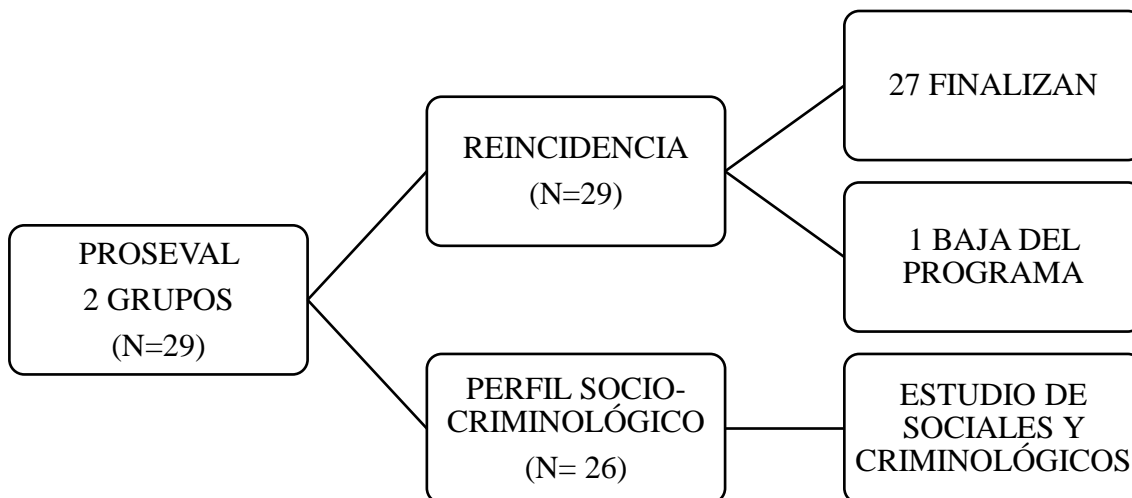 PROSEVAL
2 GRUPOS
(N=29)
REINCIDENCIA
(N=29)
27 FINALIZAN
1 BAJA DEL
PROGRAMA
PERFIL SOCIO-
CRIMINOLÓGICO
(N= 26)
ESTUDIO DE
SOCIALES Y
CRIMINOLÓGICOS